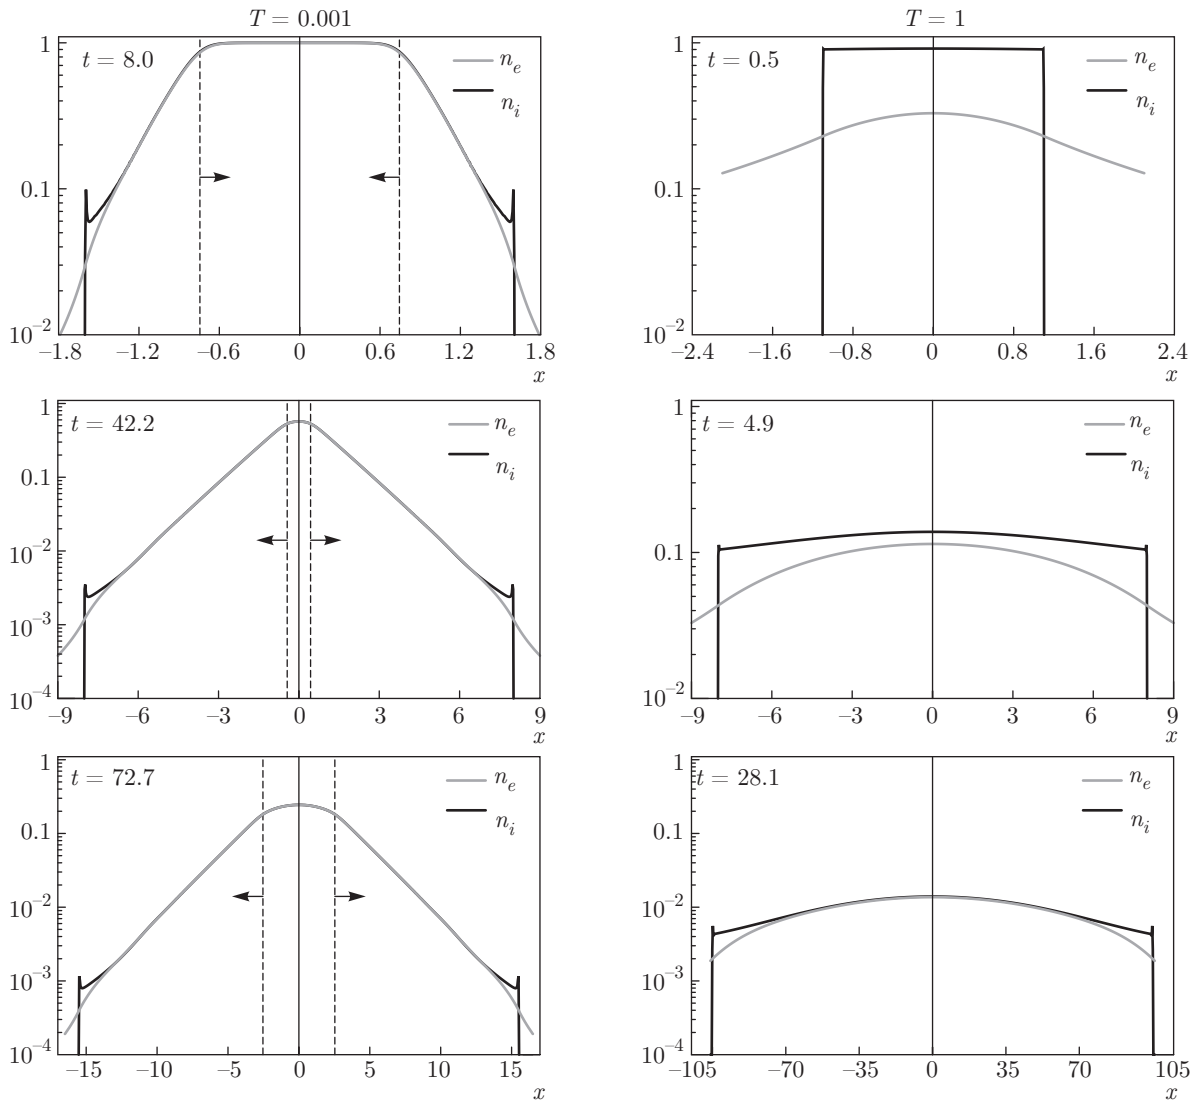 T = 0.001
t = 8.0
n_e
n_i
1
0.1
10^{-2}
–1.8 –1.2 –0.6 0 0.6 1.2 1.8
x
T = 1
t = 0.5
n_e
n_i
1
0.1
10^{-2}
–2.4 –1.6 –0.8 0 0.8 1.6 2.4
x
t = 42.2
n_e
n_i
1
0.1
10^{-2}
10^{-3}
10^{-4}
–9 –6 –3 0 3 6 9
x
t = 4.9
n_e
n_i
1
0.1
10^{-2}
–9 –6 –3 0 3 6 9
x
t = 72.7
n_e
n_i
1
0.1
10^{-2}
10^{-3}
10^{-4}
–15 –10 –5 0 5 10 15
x
t = 28.1
n_e
n_i
1
0.1
10^{-2}
10^{-3}
10^{-4}
–105 –70 –35 0 35 70 105
x